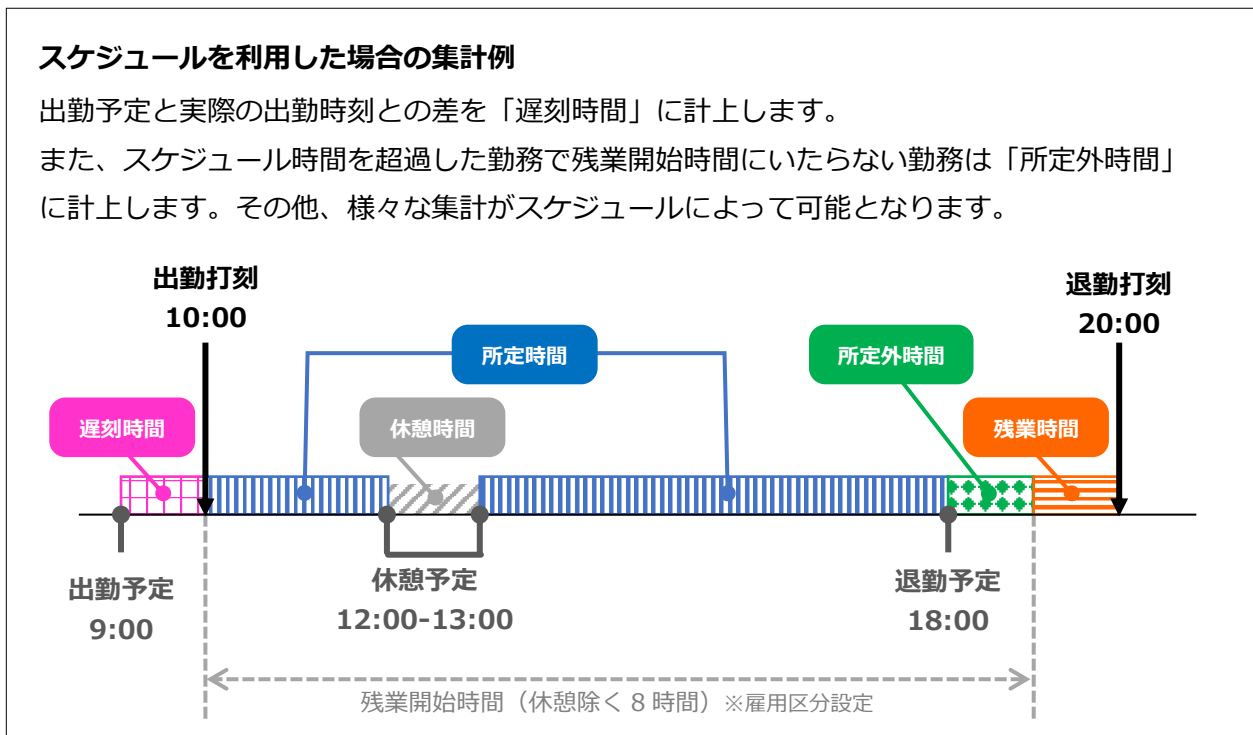 スケジュールを利用した場合の集計例
出勤予定と実際の出勤時刻との差を「遅刻時間」に計上します。
また、スケジュール時間を超過した勤務で残業開始時間にいたらない勤務は「所定外時間」
に計上します。その他、様々な集計がスケジュールによって可能となります。
出勤打刻
10:00
退勤打刻
20:00
所定時間
所定外時間
遅刻時間
休憩時間
残業時間
出勤予定
9:00
休憩予定
12:00-13:00
退勤予定
18:00
残業開始時間（休憩除く８時間）※雇用区分設定